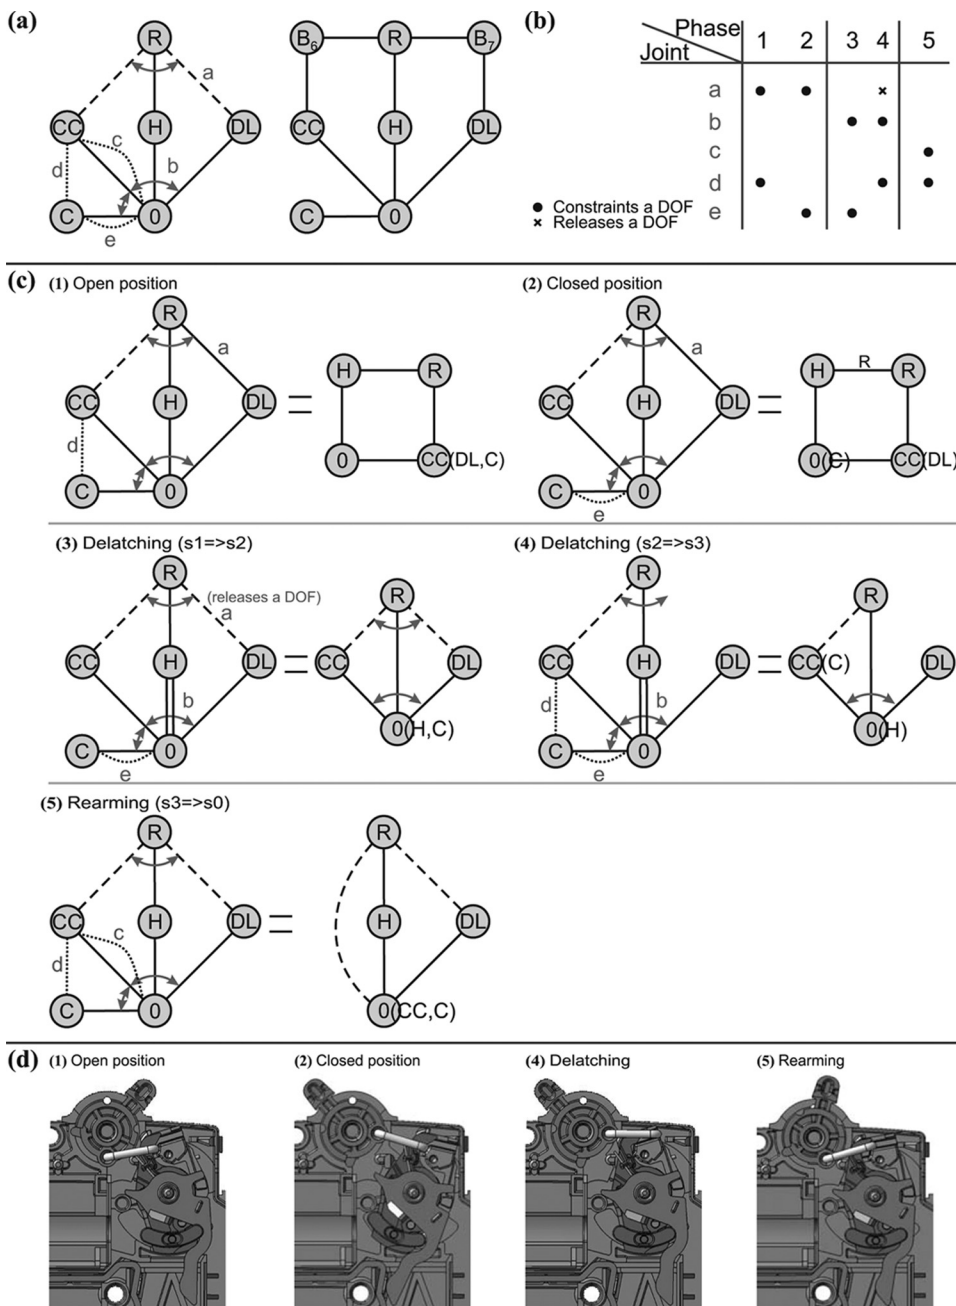 (a)
R
a
CC
H
DL
c
d
b
C
0
e
B6
R
B7
CC
H
DL
C
0
(b)
Phase
Joint
1 2 3 4 5
a
b
c
d
e
Constraints a DOF
Releases a DOF
(c)
(1) Open position
R
a
CC
H
DL
d
C
0
H
R
0
CC(DL,C)
(2) Closed position
R
a
CC
H
DL
C
0
e
H
R
R
0(C)
CC(DL)
(3) Delatching (s1=>s2)
R
(releases a DOF)
a
CC
H
DL
b
C
0
e
R
CC
DL
0(H,C)
(4) Delatching (s2=>s3)
R
CC
H
DL
d
b
C
0
e
R
CC(C)
DL
0(H)
(5) Rearming (s3=>s0)
R
CC
H
DL
c
d
C
0
R
H
DL
0(CC,C)
(d)
(1) Open position
(2) Closed position
(4) Delatching
(5) Rearming